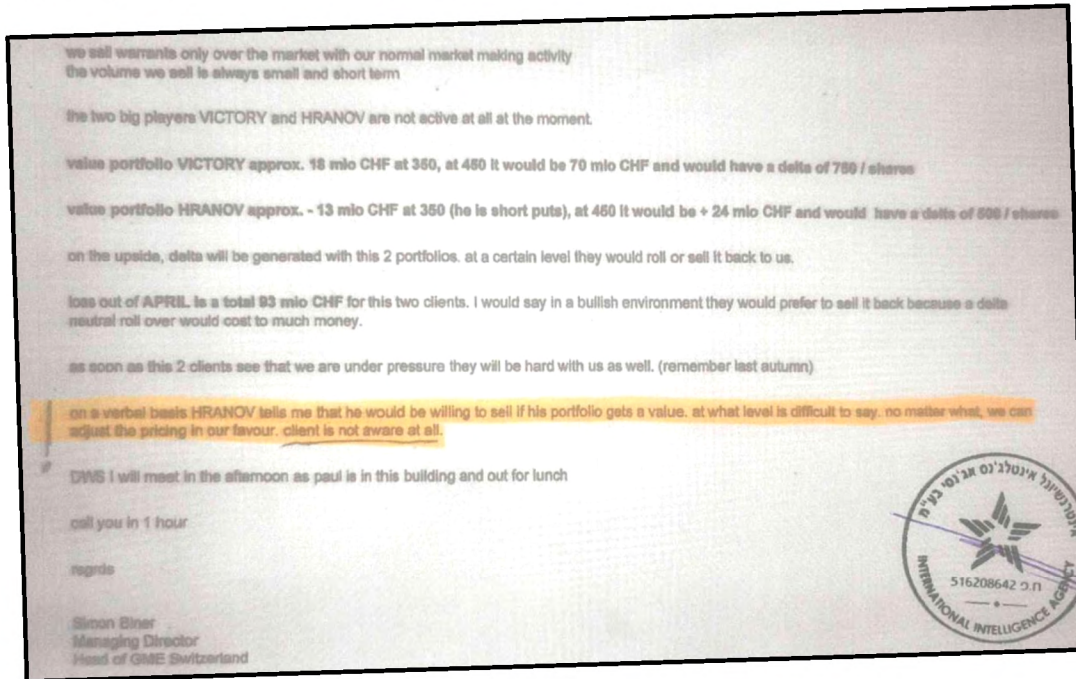 we sell warrants only over the market with our normal market making activity
the volume we sell is always small and short term
the two big players VICTORY and HRANOV are not active at all at the moment.
value portfolio VICTORY approx. 18 mlo CHF at 350, at 450 it would be 70 mlo CHF and would have a delta of 750 / shares
value portfolio HRANOV approx. - 13 mlo CHF at 350 (he is short puts), at 450 it would be + 24 mlo CHF and would have a delta of 500 / shares
on the upside, delta will be generated with this 2 portfolios. at a certain level they would roll or sell it back to us.
loss out of APRIL is a total 93 mlo CHF for this two clients. I would say in a bullish environment they would prefer to sell it back because a delta
neutral roll over would cost to much money.
as soon as this 2 clients see that we are under pressure they will be hard with us as well. (remember last autumn)
on a verbal basis HRANOV tells me that he would be willing to sell if his portfolio gets a value. at what level is difficult to say. no matter what, we can
adjust the pricing in our favour. client is not aware at all.
DWS I will meet in the afternoon as paul is in this building and out for lunch
call you in 1 hour
regrds
Simon Biner
Managing Director
Head of GME Switzerland
אינטרנשיונל אינטלג'נס אג'נסי בע"מ
ח.פ 516208642
INTERNATIONAL INTELLIGENCE AGENCY